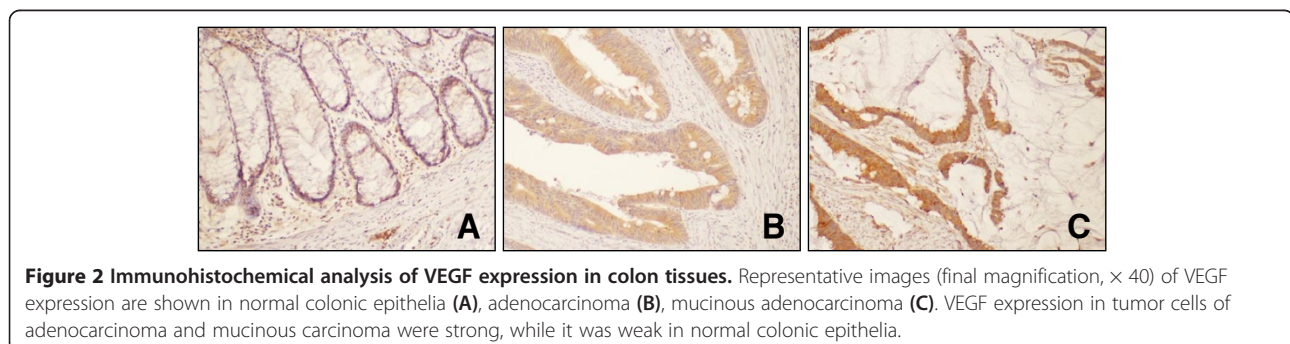 A
B
C
Figure 2 Immunohistochemical analysis of VEGF expression in colon tissues. Representative images (final magnification, × 40) of VEGF
expression are shown in normal colonic epithelia (A), adenocarcinoma (B), mucinous adenocarcinoma (C). VEGF expression in tumor cells of
adenocarcinoma and mucinous carcinoma were strong, while it was weak in normal colonic epithelia.